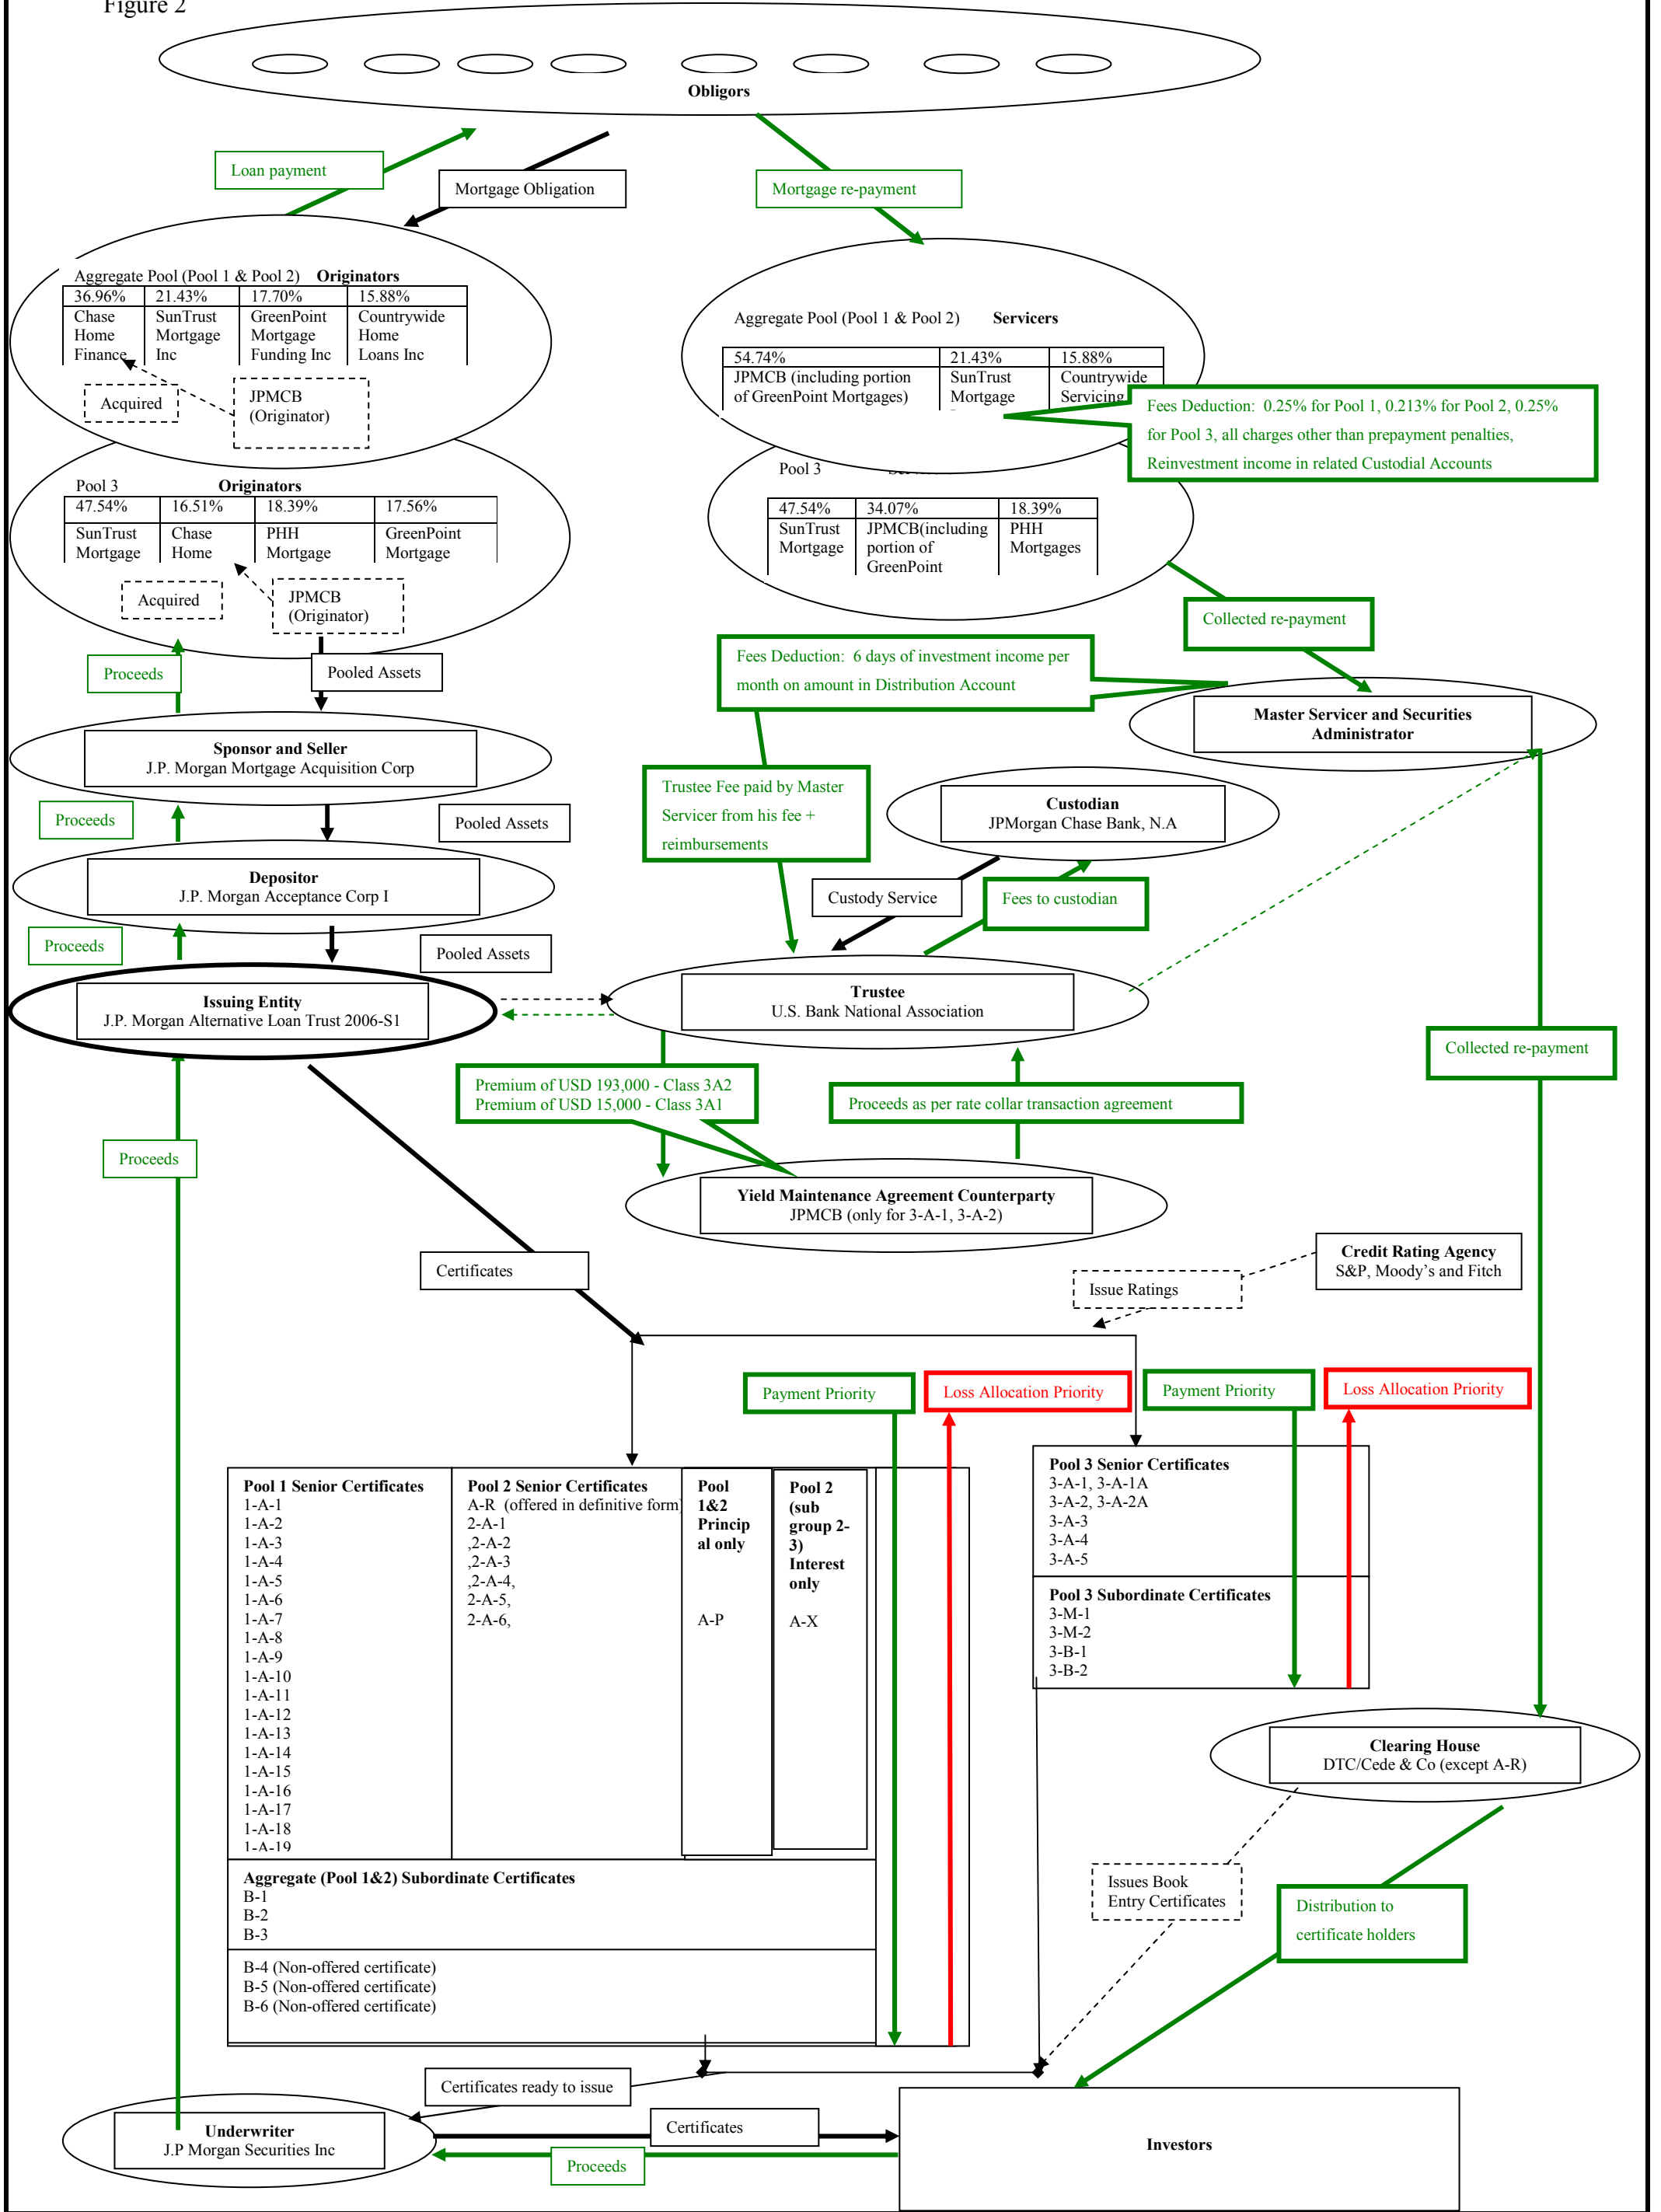 Figure 2
Obligors
Loan payment
Mortgage Obligation
Mortgage re-payment
Aggregate Pool (Pool 1 & Pool 2) Originators
36.96% 21.43% 17.70% 15.88%
Chase SunTrust GreenPoint Countrywide
Home Mortgage Mortgage Home
Finance Inc Funding Inc Loans Inc
Acquired
JPMCB
(Originator)
Aggregate Pool (Pool 1 & Pool 2) Servicers
54.74% 21.43% 15.88%
JPMCB (including portion SunTrust Countrywide
of GreenPoint Mortgages) Mortgage Servicing
Fees Deduction: 0.25% for Pool 1, 0.213% for Pool 2, 0.25%
for Pool 3, all charges other than prepayment penalties,
Reinvestment income in related Custodial Accounts
Pool 3 Originators
47.54% 16.51% 18.39% 17.56%
SunTrust Chase PHH GreenPoint
Mortgage Home Mortgage Mortgage
Acquired
JPMCB
(Originator)
Pool 3
47.54% 34.07% 18.39%
SunTrust JPMCB(including PHH
Mortgage portion of Mortgages
GreenPoint
Collected re-payment
Proceeds
Pooled Assets
Fees Deduction: 6 days of investment income per
month on amount in Distribution Account
Master Servicer and Securities
Administrator
Sponsor and Seller
J.P. Morgan Mortgage Acquisition Corp
Trustee Fee paid by Master
Servicer from his fee +
reimbursements
Custodian
JPMorgan Chase Bank, N.A
Proceeds
Pooled Assets
Depositor
J.P. Morgan Acceptance Corp I
Custody Service
Fees to custodian
Proceeds
Pooled Assets
Issuing Entity
J.P. Morgan Alternative Loan Trust 2006-S1
Trustee
U.S. Bank National Association
Collected re-payment
Premium of USD 193,000 - Class 3A2
Premium of USD 15,000 - Class 3A1
Proceeds as per rate collar transaction agreement
Proceeds
Yield Maintenance Agreement Counterparty
JPMCB (only for 3-A-1, 3-A-2)
Certificates
Credit Rating Agency
S&P, Moody's and Fitch
Issue Ratings
Payment Priority
Loss Allocation Priority
Payment Priority
Loss Allocation Priority
Pool 1 Senior Certificates
1-A-1
1-A-2
1-A-3
1-A-4
1-A-5
1-A-6
1-A-7
1-A-8
1-A-9
1-A-10
1-A-11
1-A-12
1-A-13
1-A-14
1-A-15
1-A-16
1-A-17
1-A-18
1-A-19
Pool 2 Senior Certificates
A-R (offered in definitive form)
2-A-1
,2-A-2
,2-A-3
,2-A-4,
2-A-5,
2-A-6,
Pool
1&2
Princip
al only
A-P
Pool 2
(sub
group 2-
3)
Interest
only
A-X
Pool 3 Senior Certificates
3-A-1, 3-A-1A
3-A-2, 3-A-2A
3-A-3
3-A-4
3-A-5
Pool 3 Subordinate Certificates
3-M-1
3-M-2
3-B-1
3-B-2
Clearing House
DTC/Cede & Co (except A-R)
Aggregate (Pool 1&2) Subordinate Certificates
B-1
B-2
B-3
B-4 (Non-offered certificate)
B-5 (Non-offered certificate)
B-6 (Non-offered certificate)
Issues Book
Entry Certificates
Distribution to
certificate holders
Certificates ready to issue
Underwriter
J.P Morgan Securities Inc
Certificates
Proceeds
Investors